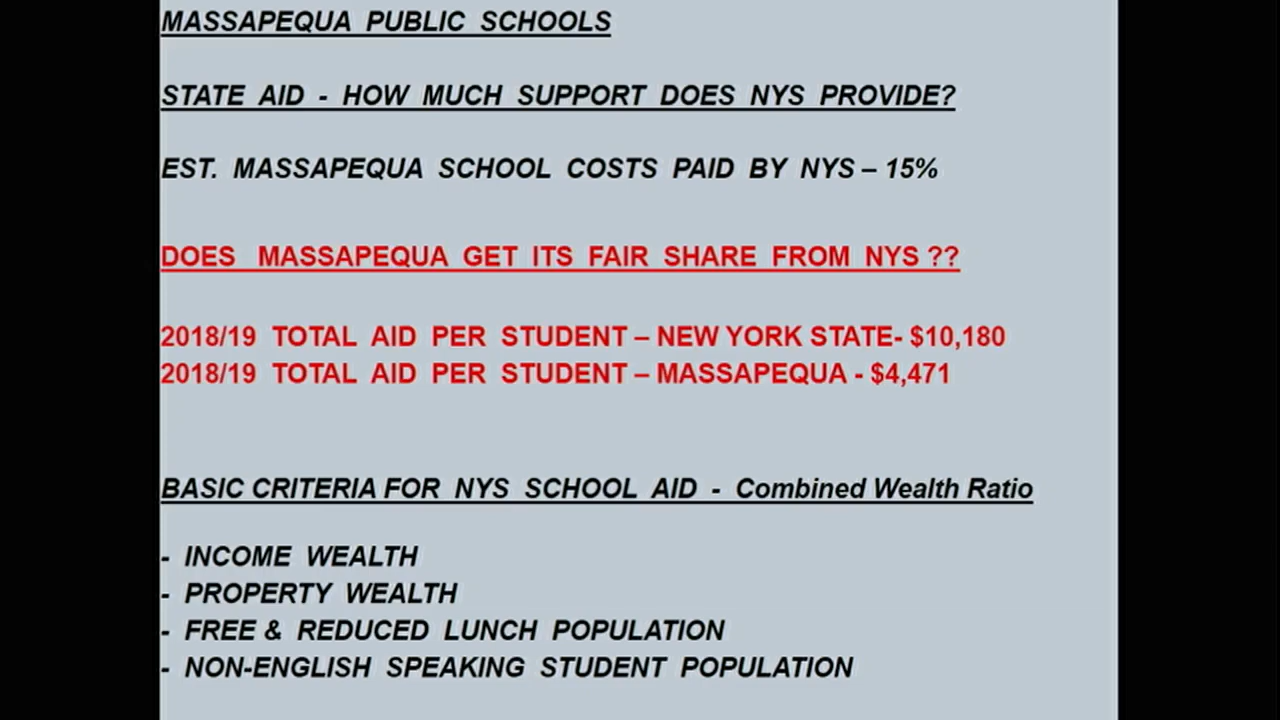 MASSAPEQUA PUBLIC SCHOOLS
STATE AID - HOW MUCH SUPPORT DOES NYS PROVIDE?
EST. MASSAPEQUA SCHOOL COSTS PAID BY NYS – 15%
DOES MASSAPEQUA GET ITS FAIR SHARE FROM NYS ??
2018/19 TOTAL AID PER STUDENT – NEW YORK STATE- $10,180
2018/19 TOTAL AID PER STUDENT – MASSAPEQUA - $4,471
BASIC CRITERIA FOR NYS SCHOOL AID - Combined Wealth Ratio
- INCOME WEALTH
- PROPERTY WEALTH
- FREE & REDUCED LUNCH POPULATION
- NON-ENGLISH SPEAKING STUDENT POPULATION